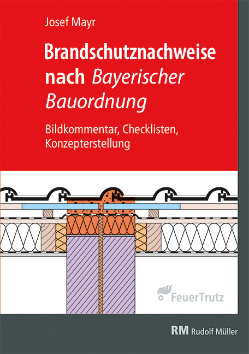 Josef Mayr
Brandschutznachweise
nach Bayerischer
Bauordnung
Bildkommentar, Checklisten,
Konzepterstellung
FeuerTrutz
RM Rudolf Müller